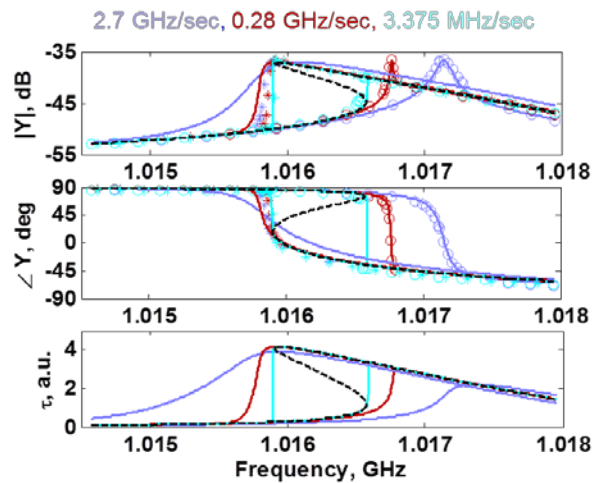 2.7 GHz/sec, 0.28 GHz/sec, 3.375 MHz/sec
|Y|, dB
-35
-45
-55
1.015 1.016 1.017 1.018
∠ Y, deg
90
45
0
-45
-90
1.015 1.016 1.017 1.018
τ, a.u.
4
2
0
1.015 1.016 1.017 1.018
Frequency, GHz